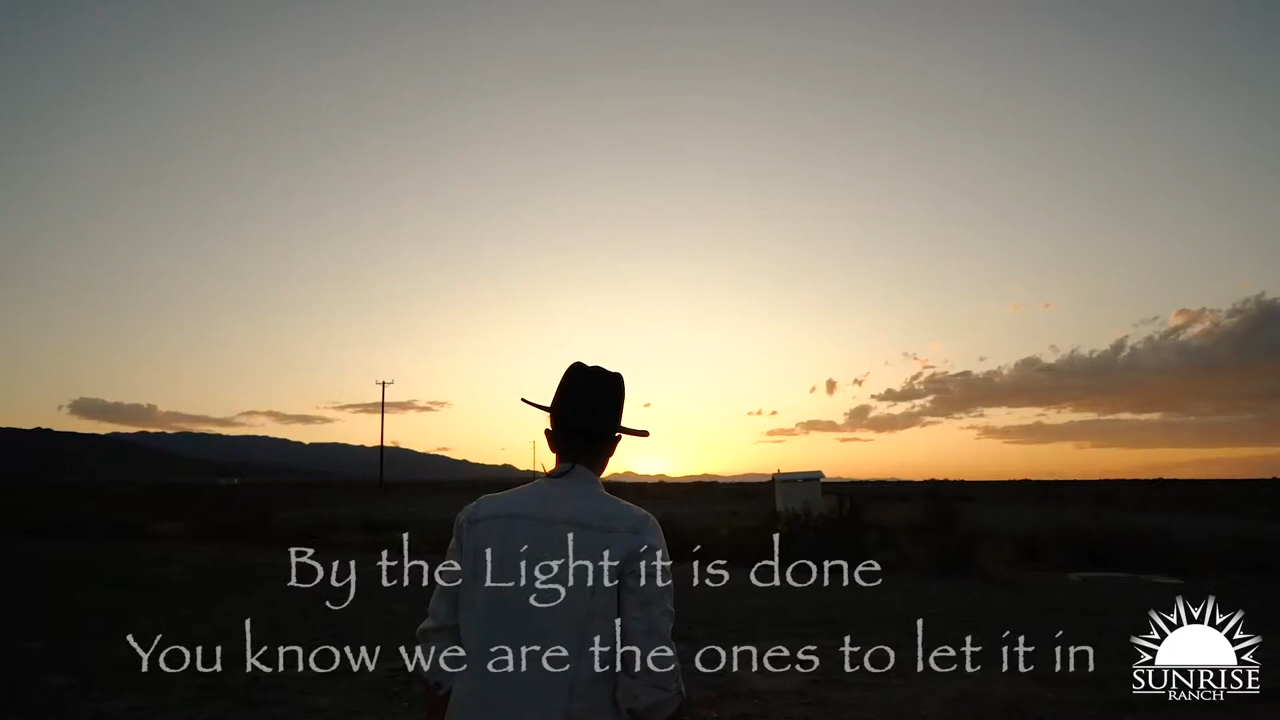 By the Light it is done
You know we are the ones to let it in
SUNRISE
RANCH